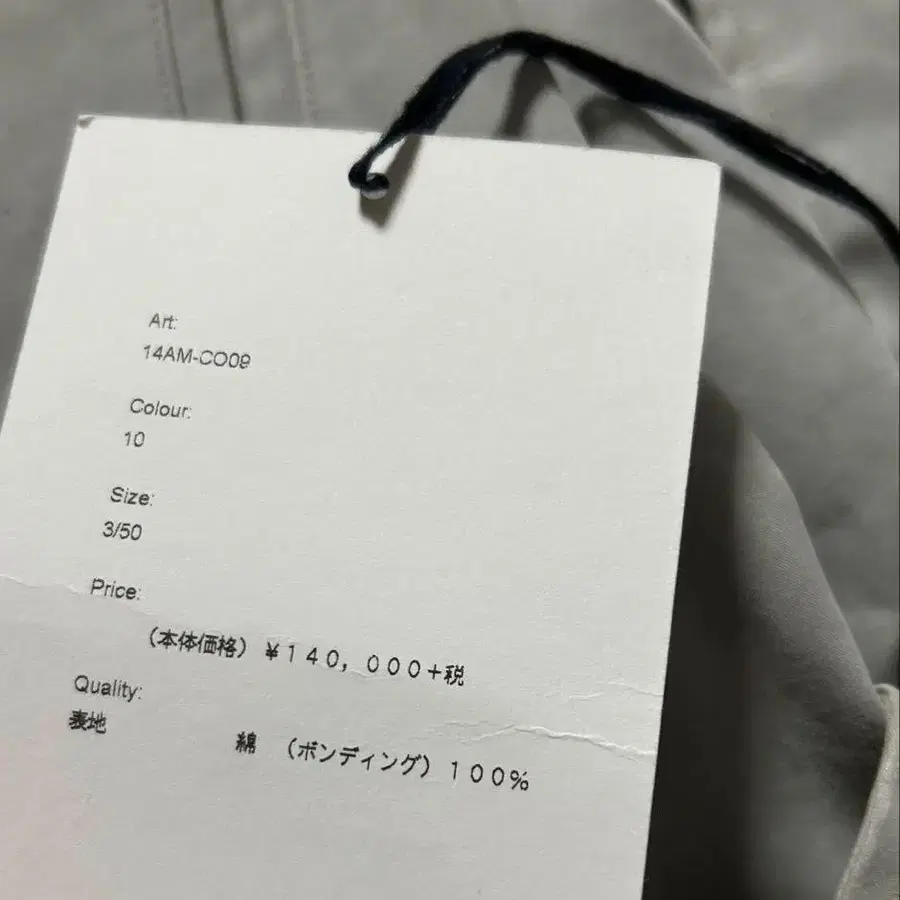 Art:
14AM-CO09
Colour:
10
Size:
3/50
Price:
（本体価格）￥１４０，０００＋税
Quality:
表地 綿 （ボンディング）１００％